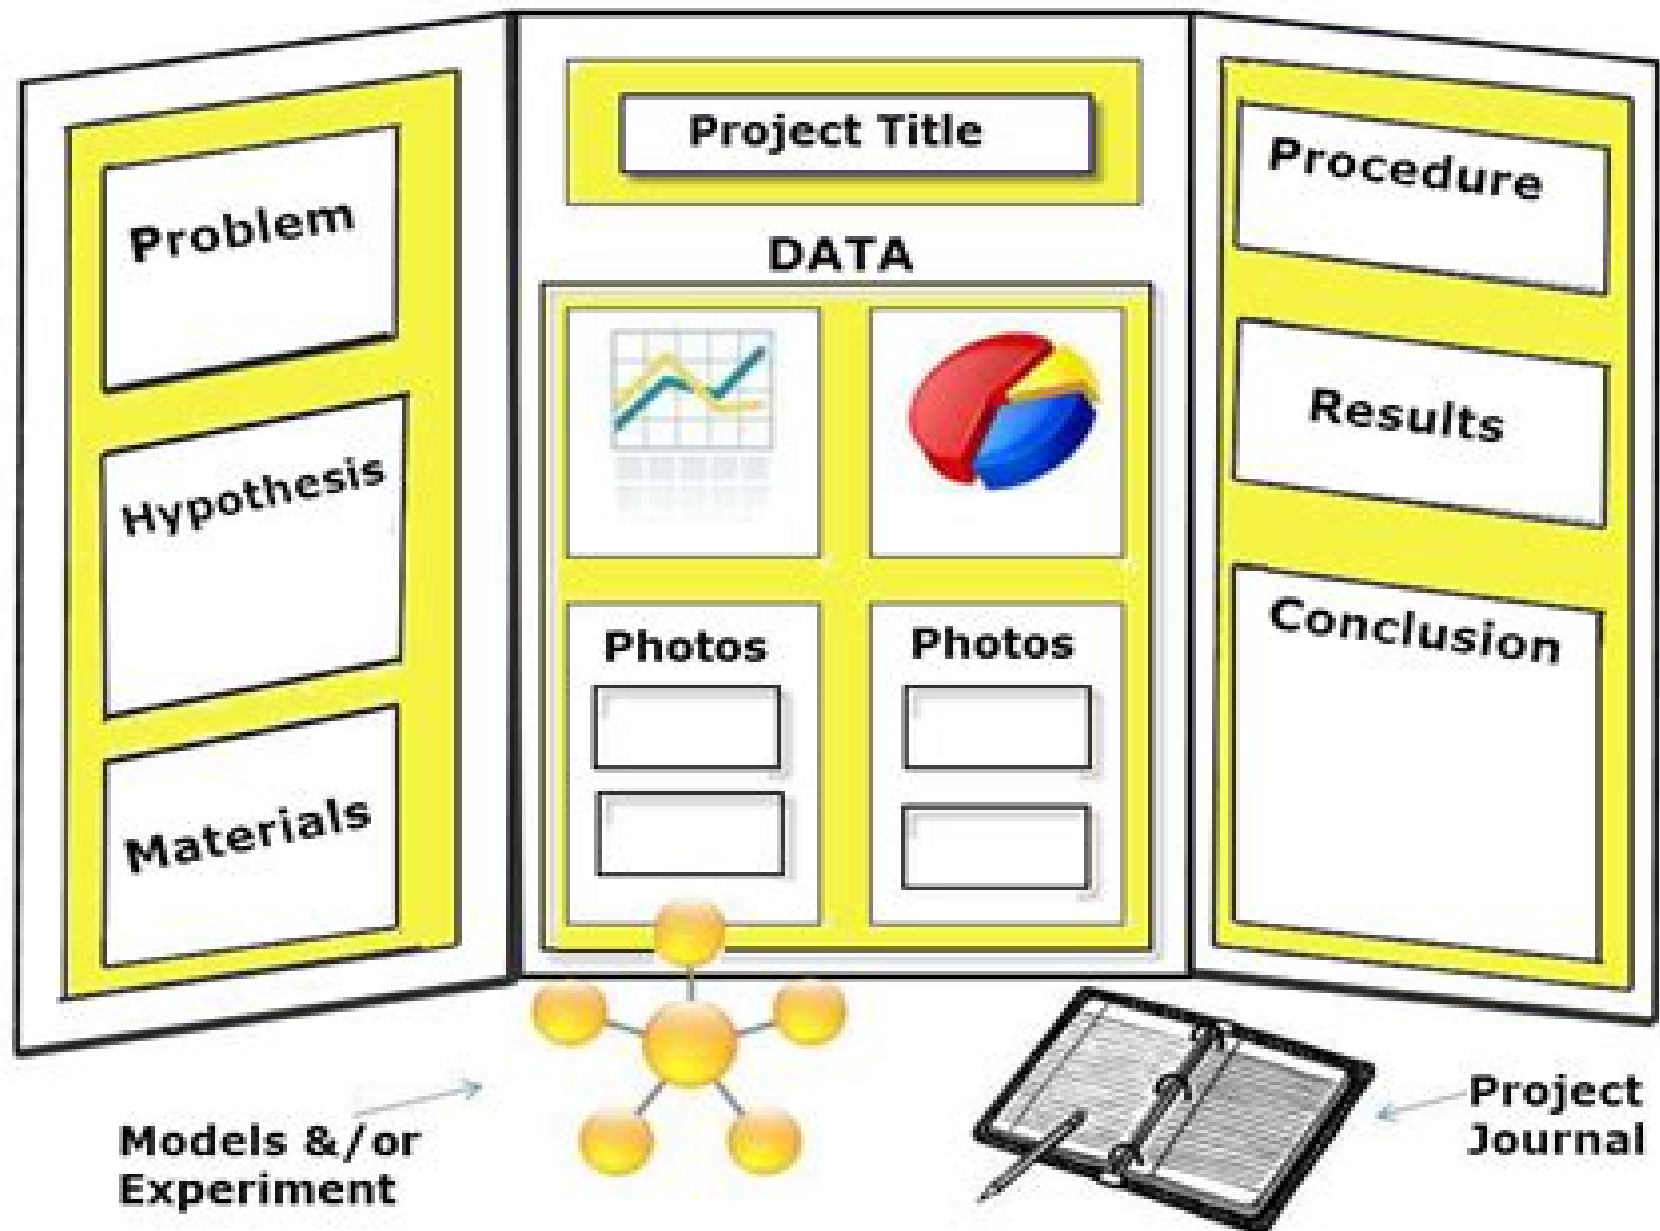 Problem
Hypothesis
Materials
Project Title
DATA
Photos
Photos
Procedure
Results
Conclusion
Models &/or
Experiment
Project
Journal